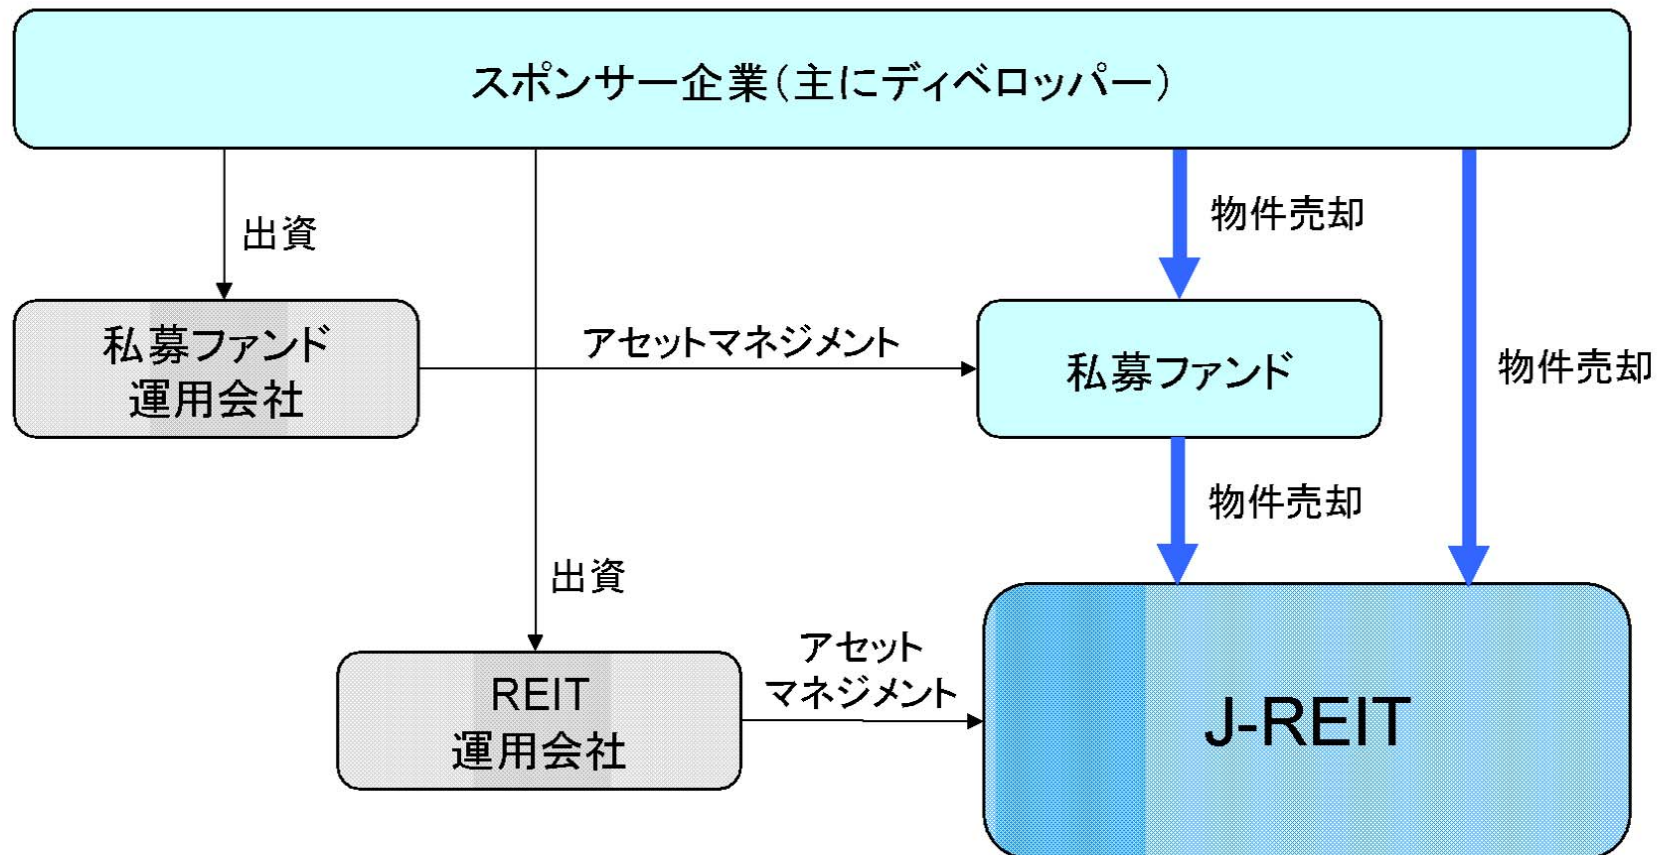 スポンサー企業(主にディベロッパー)
出資
物件売却
私募ファンド
運用会社
アセットマネジメント
私募ファンド
物件売却
物件売却
出資
アセット
マネジメント
REIT
運用会社
J-REIT